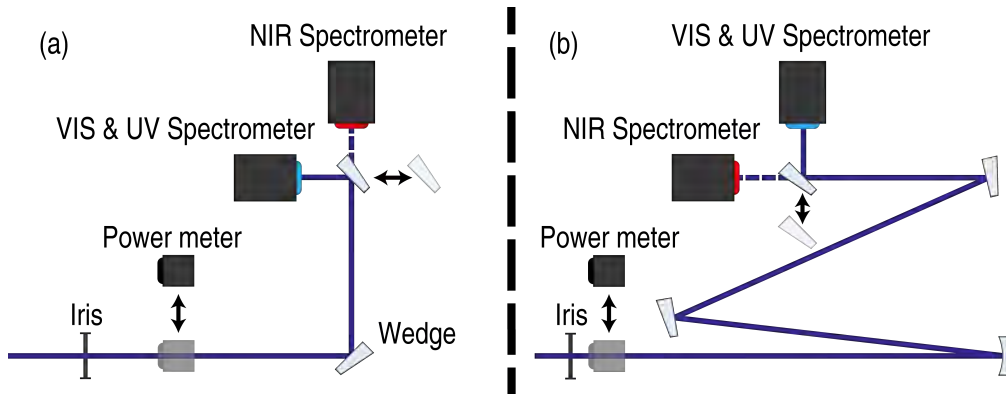 (a)
NIR Spectrometer
VIS & UV Spectrometer
Power meter
Iris
Wedge
(b)
VIS & UV Spectrometer
NIR Spectrometer
Power meter
Iris